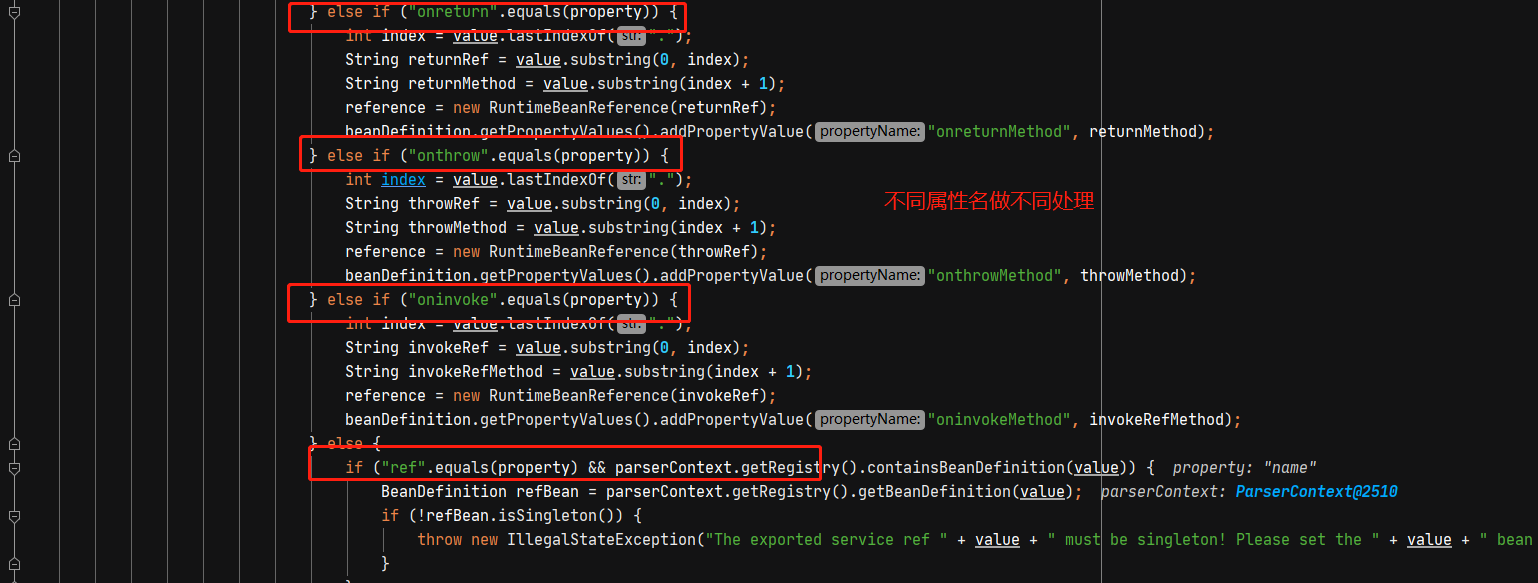 } else if ("onreturn".equals(property)) {
int index = value.lastIndexOf( str: ".");
String returnRef = value.substring(0, index);
String returnMethod = value.substring(index + 1);
reference = new RuntimeBeanReference(returnRef);
beanDefinition.getPropertyValues().addPropertyValue( propertyName: "onreturnMethod", returnMethod);
} else if ("onthrow".equals(property)) {
int index = value.lastIndexOf( str: ".");
String throwRef = value.substring(0, index);
不同属性名做不同处理
String throwMethod = value.substring(index + 1);
reference = new RuntimeBeanReference(throwRef);
beanDefinition.getPropertyValues().addPropertyValue( propertyName: "onthrowMethod", throwMethod);
} else if ("oninvoke".equals(property)) {
int index = value.lastIndexOf( str: ".");
String invokeRef = value.substring(0, index);
String invokeRefMethod = value.substring(index + 1);
reference = new RuntimeBeanReference(invokeRef);
beanDefinition.getPropertyValues().addPropertyValue( propertyName: "oninvokeMethod", invokeRefMethod);
} else {
if ("ref".equals(property) && parserContext.getRegistry().containsBeanDefinition(value)) { property: "name"
BeanDefinition refBean = parserContext.getRegistry().getBeanDefinition(value); parserContext: ParserContext@2510
if (!refBean.isSingleton()) {
throw new IllegalStateException("The exported service ref " + value + " must be singleton! Please set the " + value + " bean
}